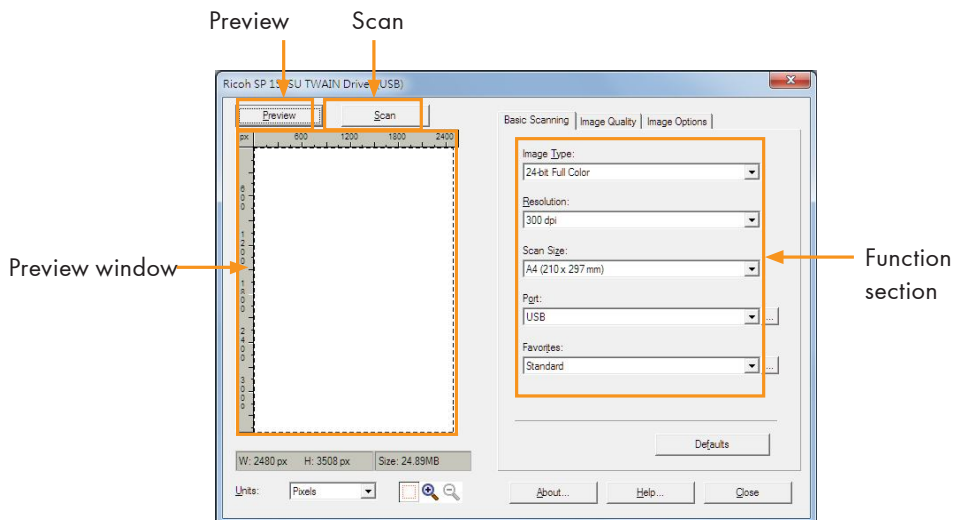 Preview Scan
Ricoh SP 15 SU TWAIN Drive (USB)
Preview Scan
px 600 1200 1800 2400
600
1200
1800
2400
3000
Preview window
Basic Scanning Image Quality Image Options
Image Type:
24-bit Full Color
Resolution:
300 dpi
Scan Size:
A4 (210 x 297 mm)
Port:
USB ...
Favorites:
Standard ...
Function
section
Defaults
W: 2480 px H: 3508 px Size: 24.89MB
Units: Pixels
About... Help... Close